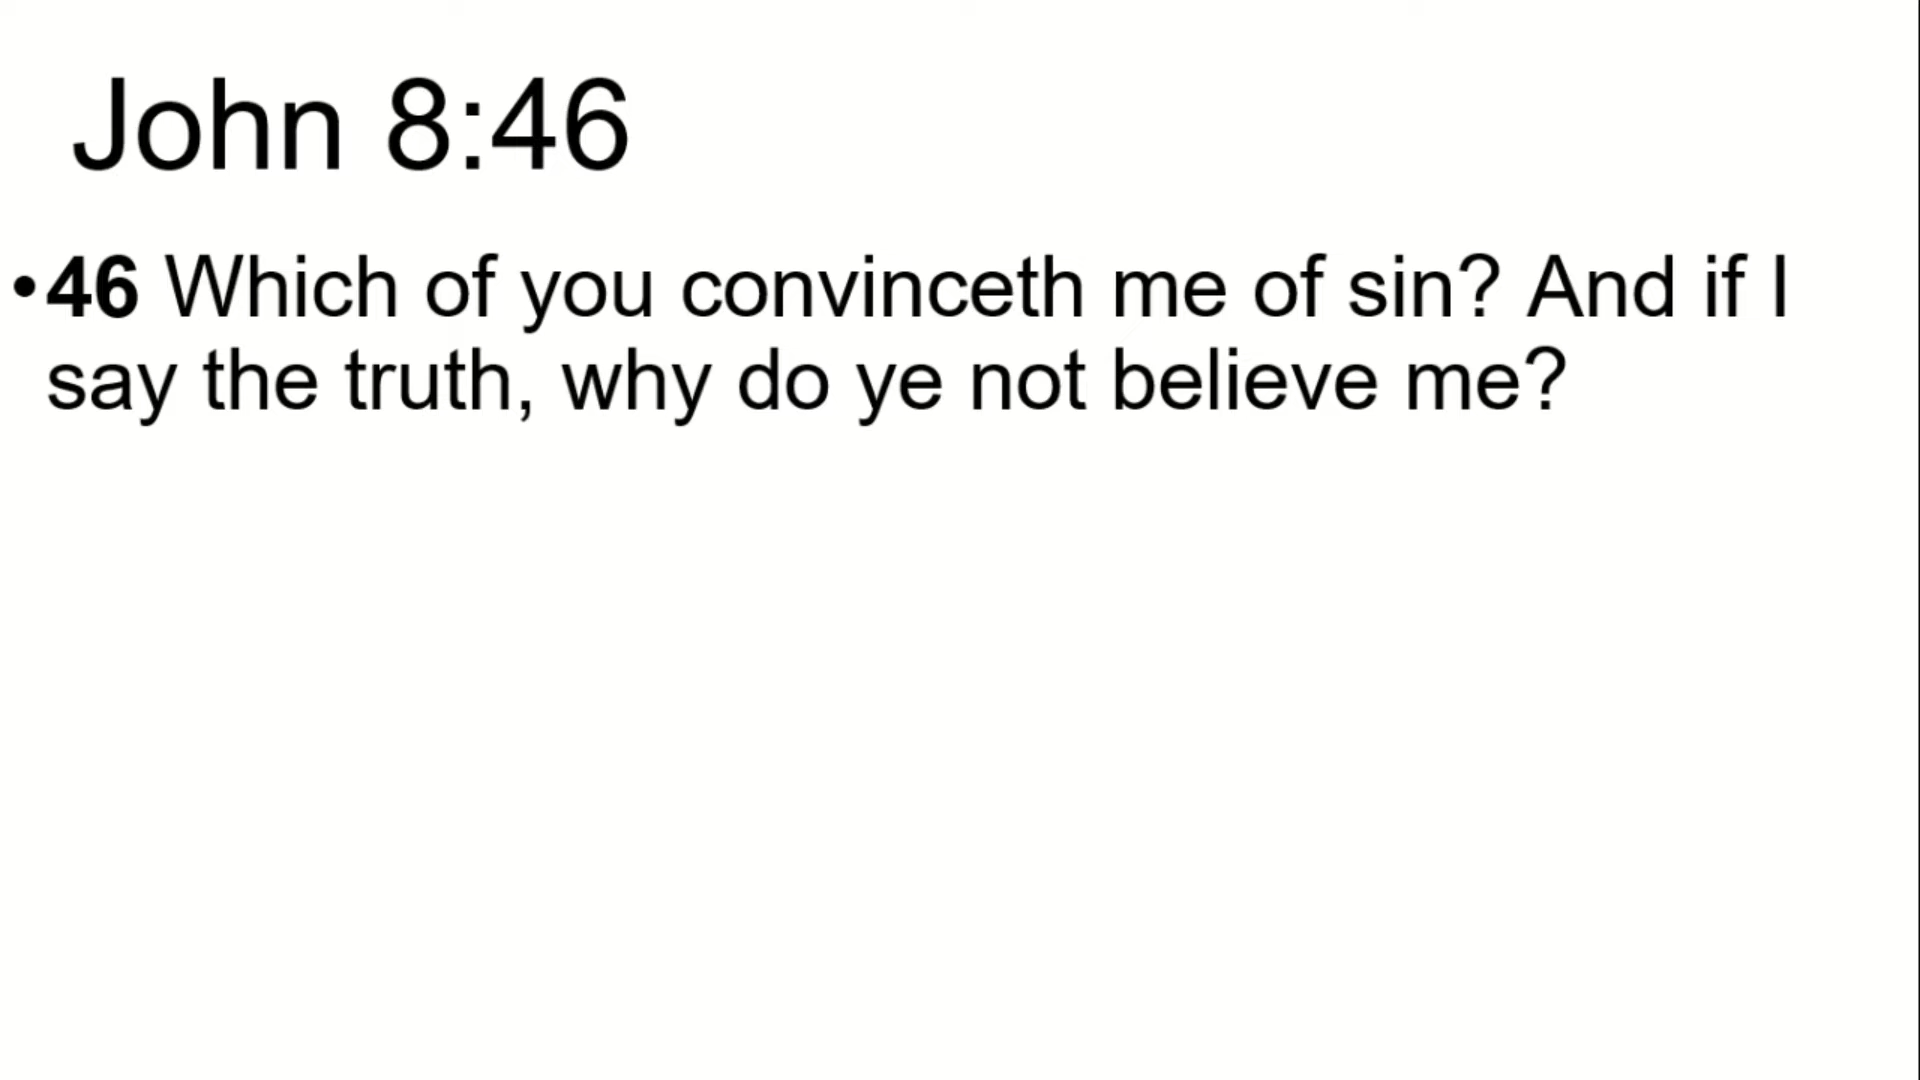 John 8:46
•46 Which of you convinceth me of sin? And if I
say the truth, why do ye not believe me?